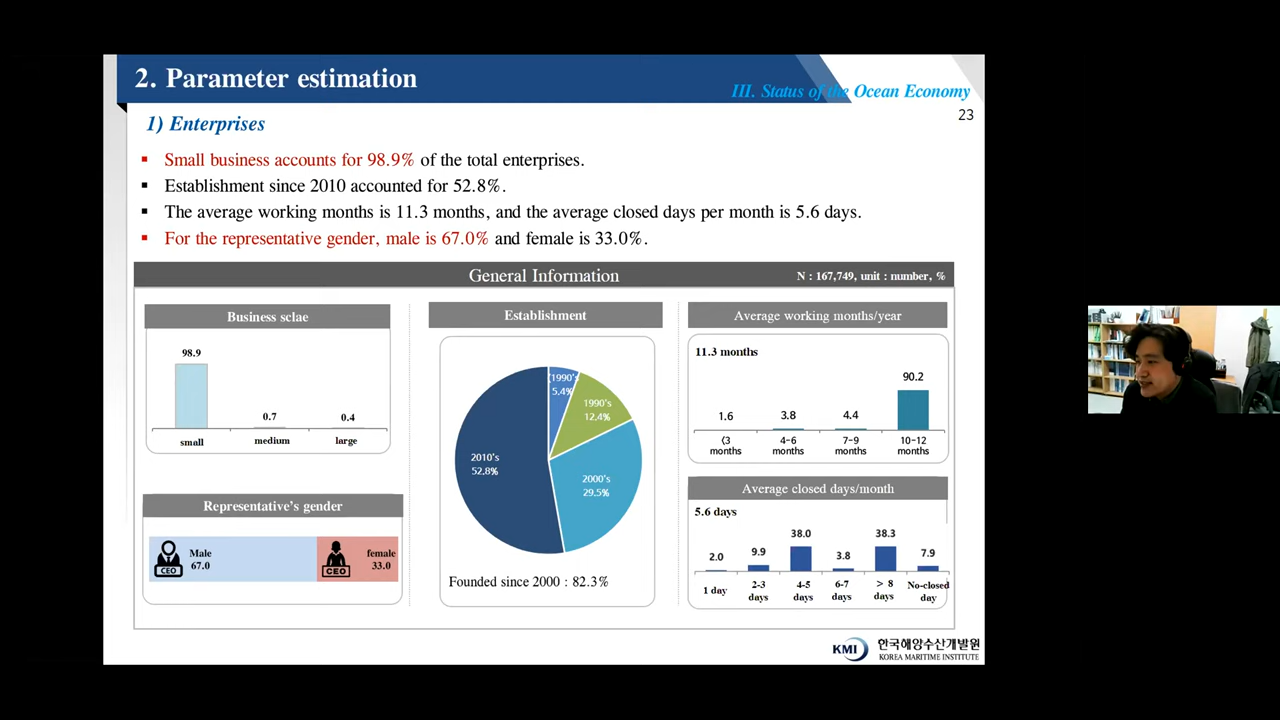 2. Parameter estimation
III. Status of the Ocean Economy
23
1) Enterprises
▪ Small business accounts for 98.9% of the total enterprises.
▪ Establishment since 2010 accounted for 52.8%.
▪ The average working months is 11.3 months, and the average closed days per month is 5.6 days.
▪ For the representative gender, male is 67.0% and female is 33.0%.
General Information
N : 167,749, unit : number, %
Business sclae
98.9
0.7
0.4
small
medium
large
Representative's gender
CEO
Male
67.0
CEO
female
33.0
Establishment
(1990's
5.4%
1990's
12.4%
2010's
52.8%
2000's
29.5%
Founded since 2000 : 82.3%
Average working months/year
11.3 months
1.6
3.8
4.4
90.2
(3
months
4-6
months
7-9
months
10-12
months
Average closed days/month
5.6 days
2.0
9.9
38.0
3.8
38.3
7.9
1 day
2-3
days
4-5
days
6-7
days
> 8
days
No-closed
day
KMI
한국해양수산개발원
KOREA MARITIME INSTITUTE